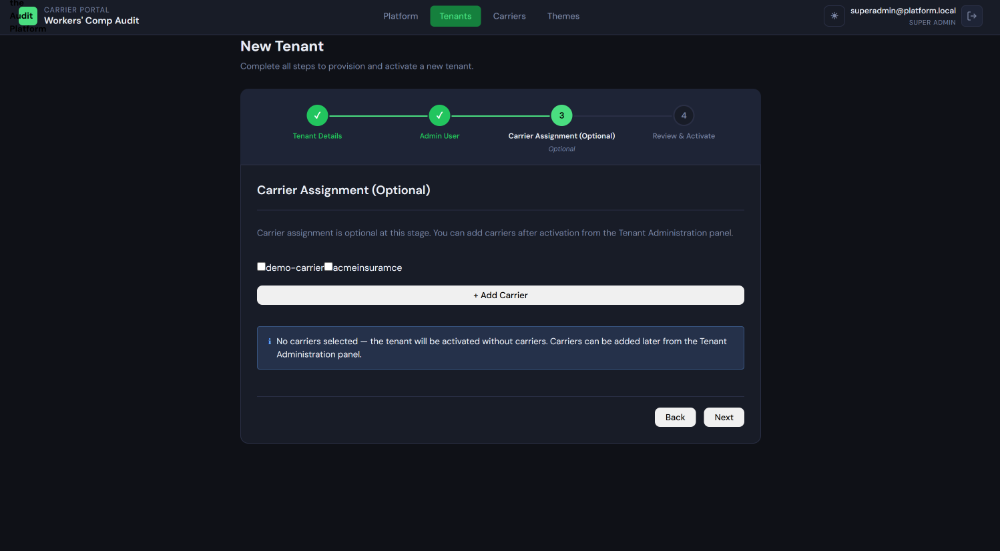 the
Audit
Platform
CARRIER PORTAL
Workers' Comp Audit
Platform
Tenants
Carriers
Themes
superadmin@platform.local
SUPER ADMIN
New Tenant
Complete all steps to provision and activate a new tenant.
✓
✓
3
4
Tenant Details
Admin User
Carrier Assignment (Optional)
Review & Activate
Optional
Carrier Assignment (Optional)
Carrier assignment is optional at this stage. You can add carriers after activation from the Tenant Administration panel.
demo-carrier
acmeinsuramce
+ Add Carrier
i No carriers selected — the tenant will be activated without carriers. Carriers can be added later from the Tenant
Administration panel.
Back
Next